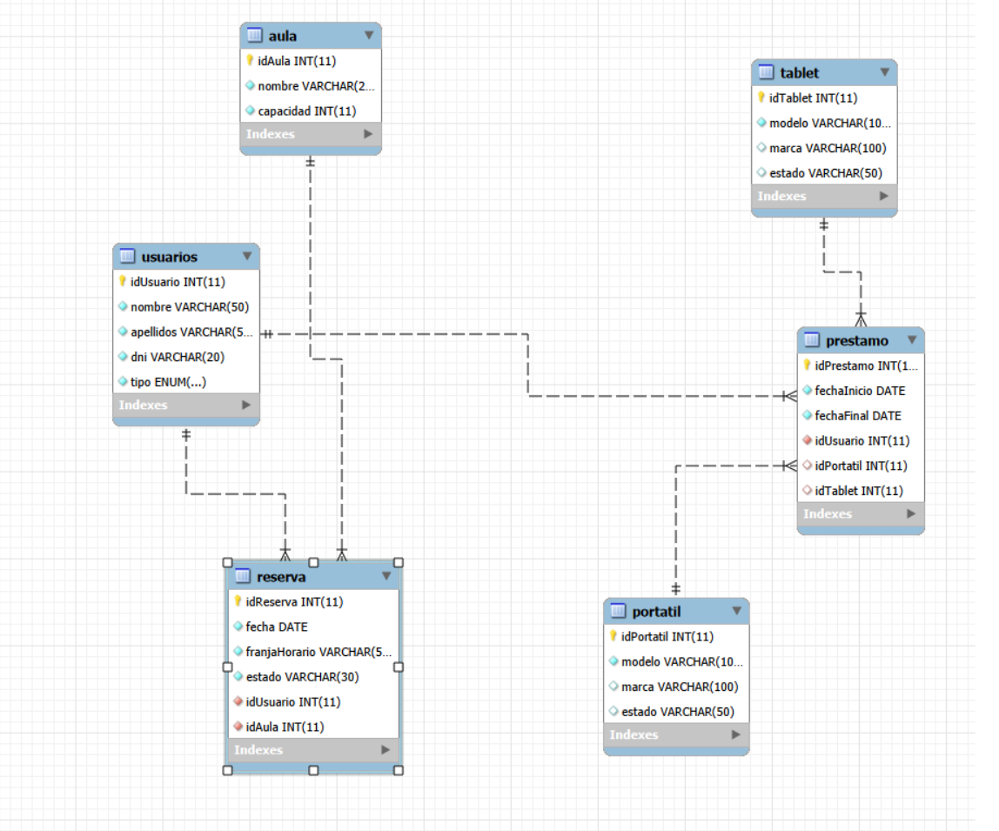 aula
idAula INT(11)
nombre VARCHAR(2...
capacidad INT(11)
Indexes
tablet
idTablet INT(11)
modelo VARCHAR(10...
marca VARCHAR(100)
estado VARCHAR(50)
Indexes
usuarios
idUsuario INT(11)
nombre VARCHAR(50)
apellidos VARCHAR(5...
dni VARCHAR(20)
tipo ENUM(...)
Indexes
prestamo
idPrestamo INT(1...
fechaInicio DATE
fechaFinal DATE
idUsuario INT(11)
idPortatil INT(11)
idTablet INT(11)
Indexes
reserva
idReserva INT(11)
fecha DATE
franjaHorario VARCHAR(5...
estado VARCHAR(30)
idUsuario INT(11)
idAula INT(11)
Indexes
portatil
idPortatil INT(11)
modelo VARCHAR(10...
marca VARCHAR(100)
estado VARCHAR(50)
Indexes